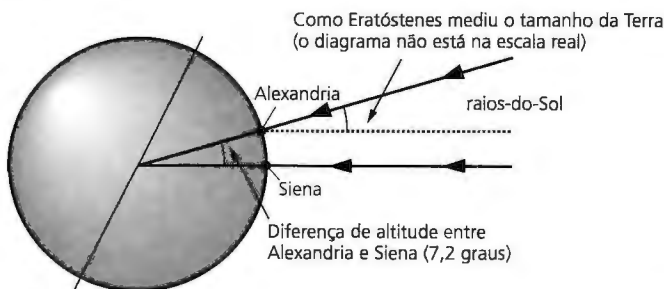 Como Eratóstenes mediu o tamanho da Terra
(o diagrama não está na escala real)
Alexandria
raios-do-Sol
Siena
Diferença de altitude entre
Alexandria e Siena (7,2 graus)